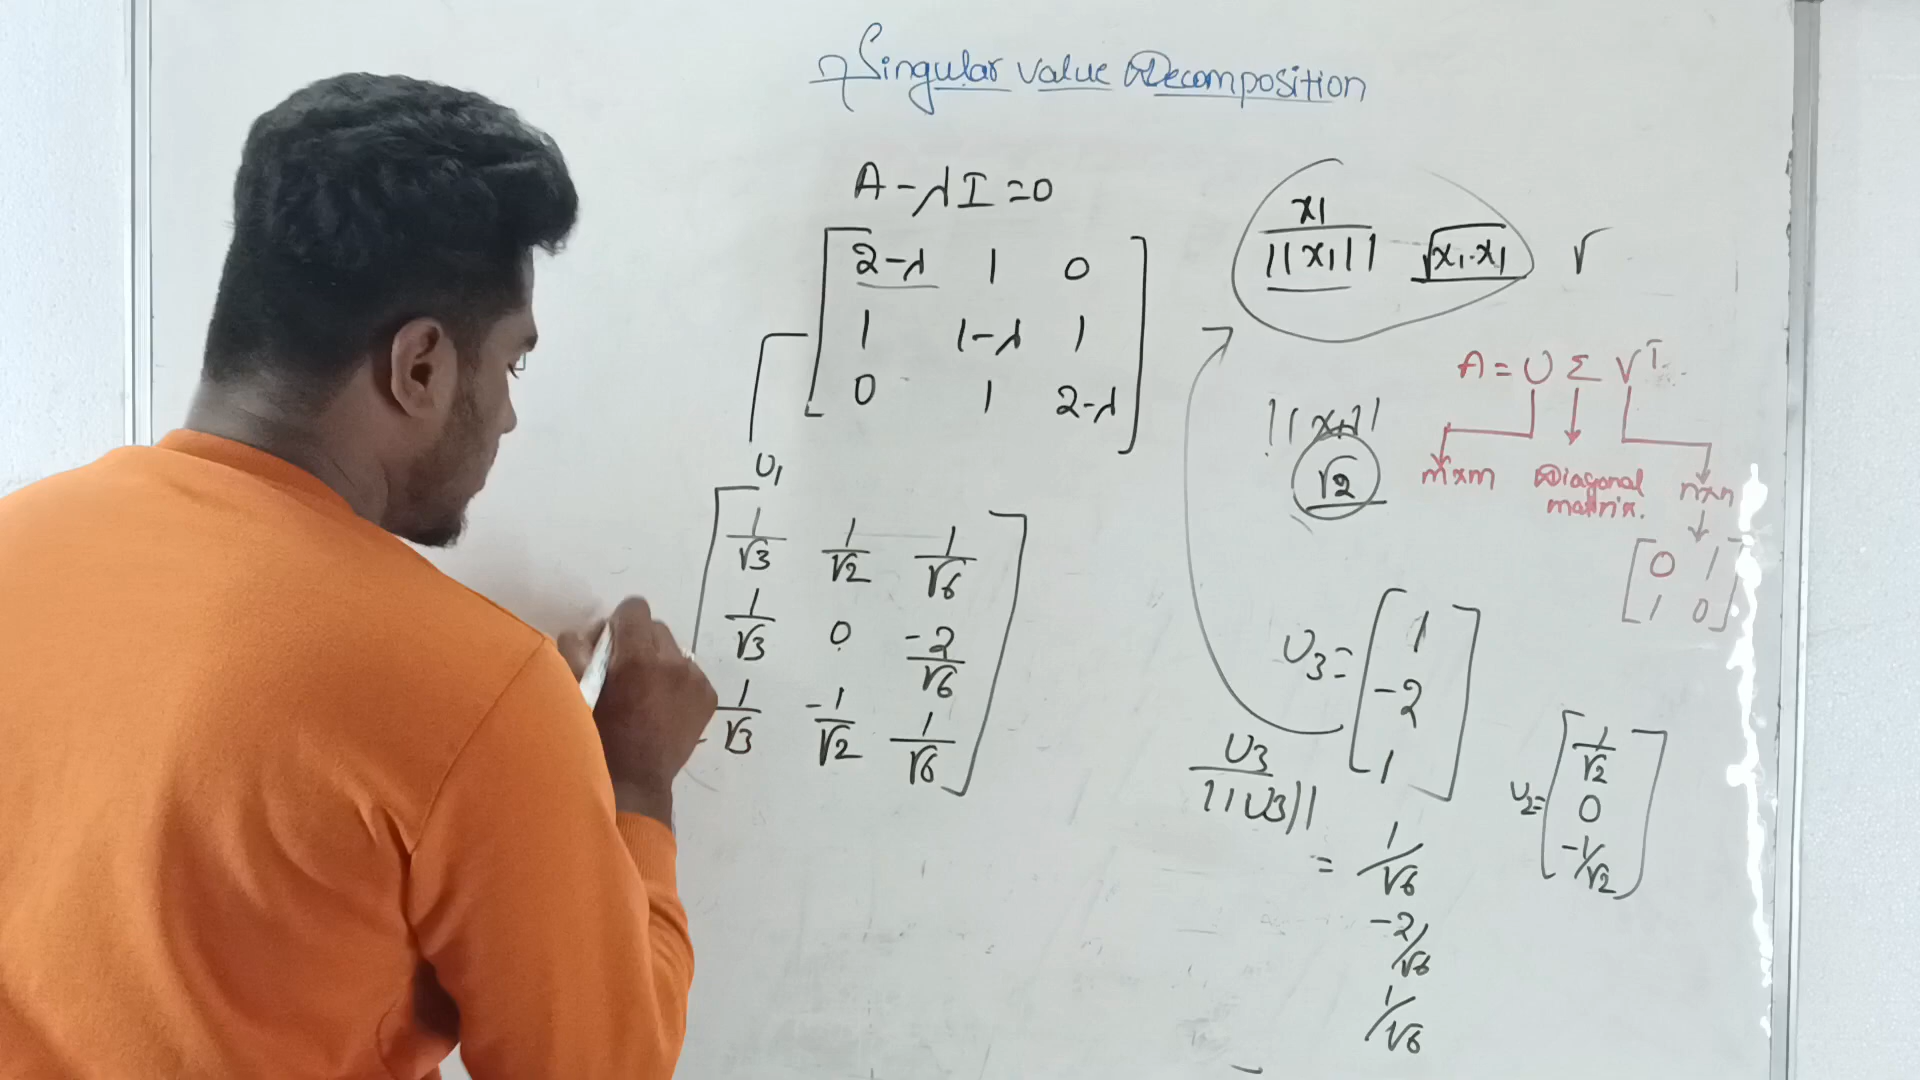 Singular value Decomposition
A-λI=0
2-λ 1 0
1 1-λ 1
0 1 2-λ
U1
1/√3 1/√2 1/√6
1/√3 0 -2/√6
1/√3 -1/√2 1/√6
x1/||x1|| √x1.x1 √
||x1||
√2
A=UΣV^T
mxm Diagonal matrix. nxn
0 1
1 0
U3=
1
-2
1
U3/||U3||
= 1/√6
-2/√6
1/√6
U2=
1/√2
0
-1/√2